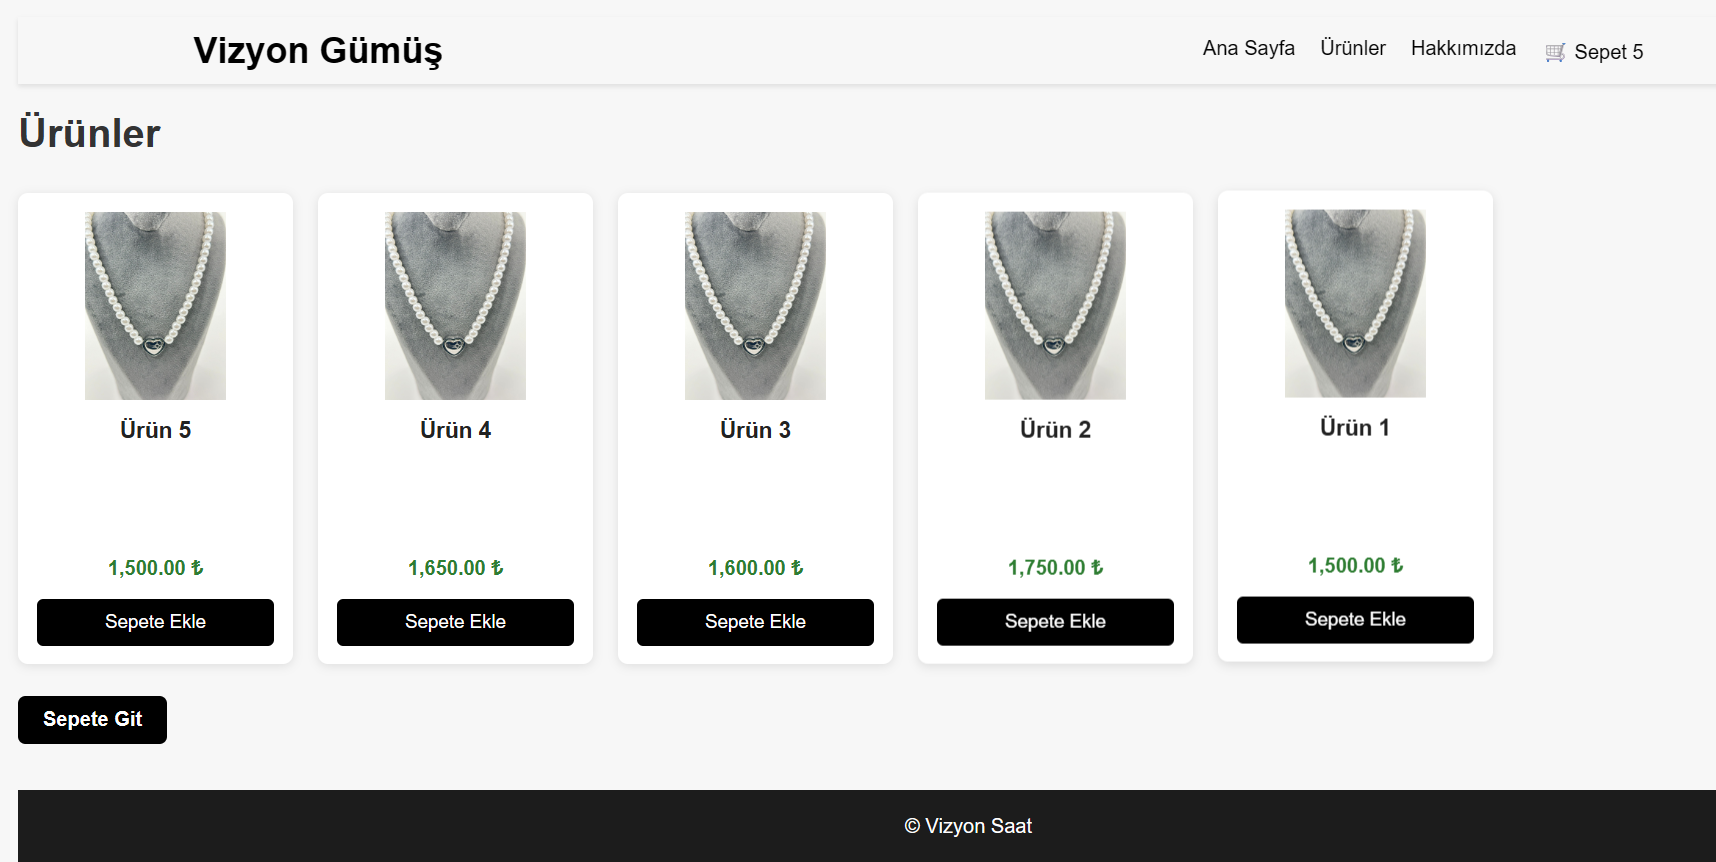 Vizyon Gümüş
Ana Sayfa Ürünler Hakkımızda 🛒 Sepet 5
Ürünler
Ürün 5
1,500.00 ₺
Sepete Ekle
Ürün 4
1,650.00 ₺
Sepete Ekle
Ürün 3
1,600.00 ₺
Sepete Ekle
Ürün 2
1,750.00 ₺
Sepete Ekle
Ürün 1
1,500.00 ₺
Sepete Ekle
Sepete Git
© Vizyon Saat